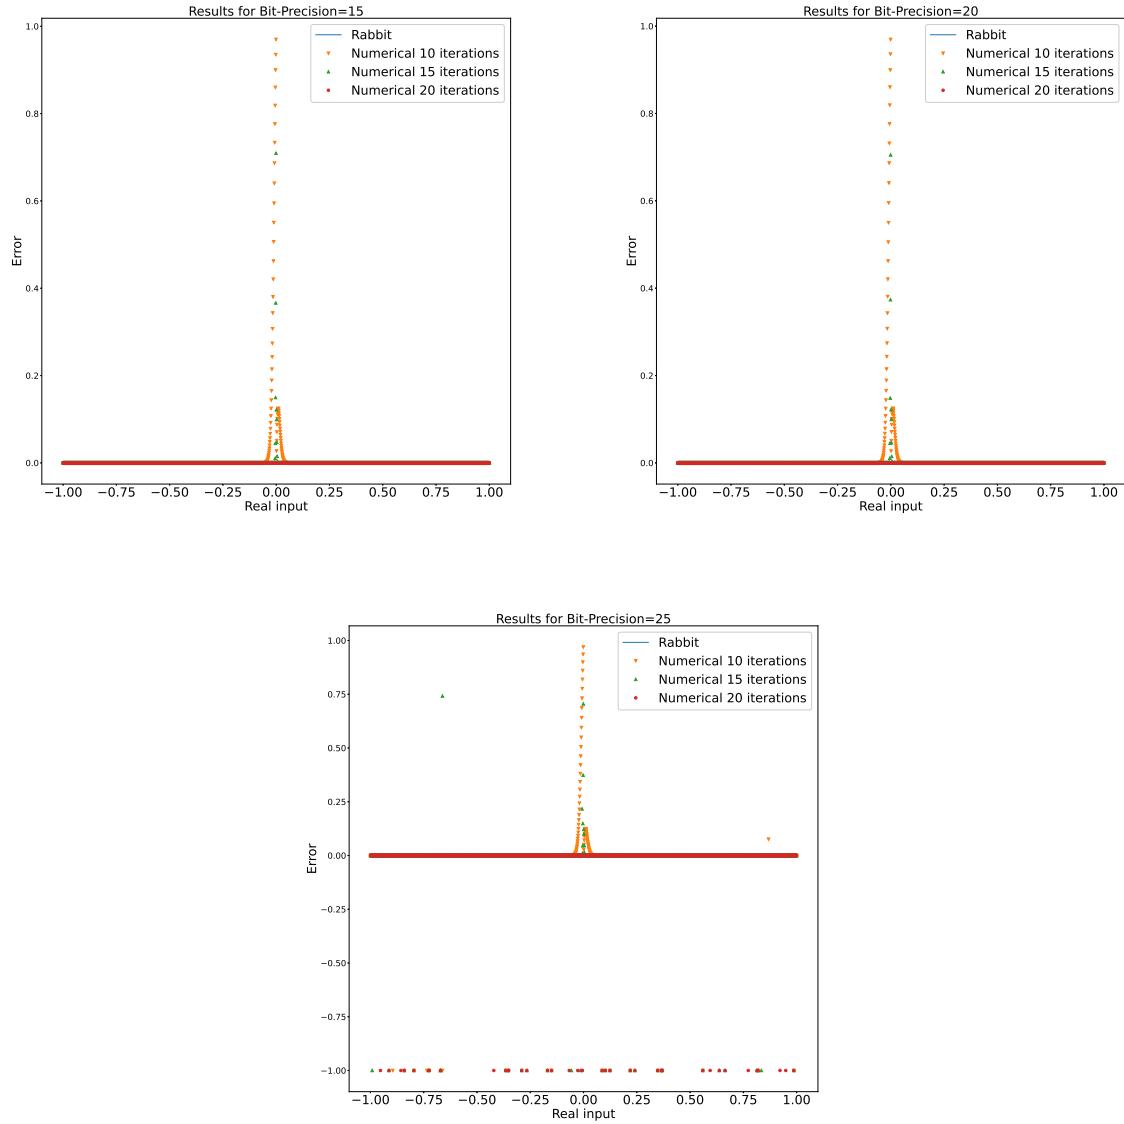 Results for Bit-Precision=15
Rabbit
Numerical 10 iterations
Numerical 15 iterations
Numerical 20 iterations
1.0
0.8
0.6
0.4
0.2
0.0
Error
−1.00 −0.75 −0.50 −0.25 0.00 0.25 0.50 0.75 1.00
Real input
Results for Bit-Precision=20
Rabbit
Numerical 10 iterations
Numerical 15 iterations
Numerical 20 iterations
1.0
0.8
0.6
0.4
0.2
0.0
Error
−1.00 −0.75 −0.50 −0.25 0.00 0.25 0.50 0.75 1.00
Real input
Results for Bit-Precision=25
Rabbit
Numerical 10 iterations
Numerical 15 iterations
Numerical 20 iterations
1.00
0.75
0.50
0.25
0.00
−0.25
−0.50
−0.75
−1.00
Error
−1.00 −0.75 −0.50 −0.25 0.00 0.25 0.50 0.75 1.00
Real input